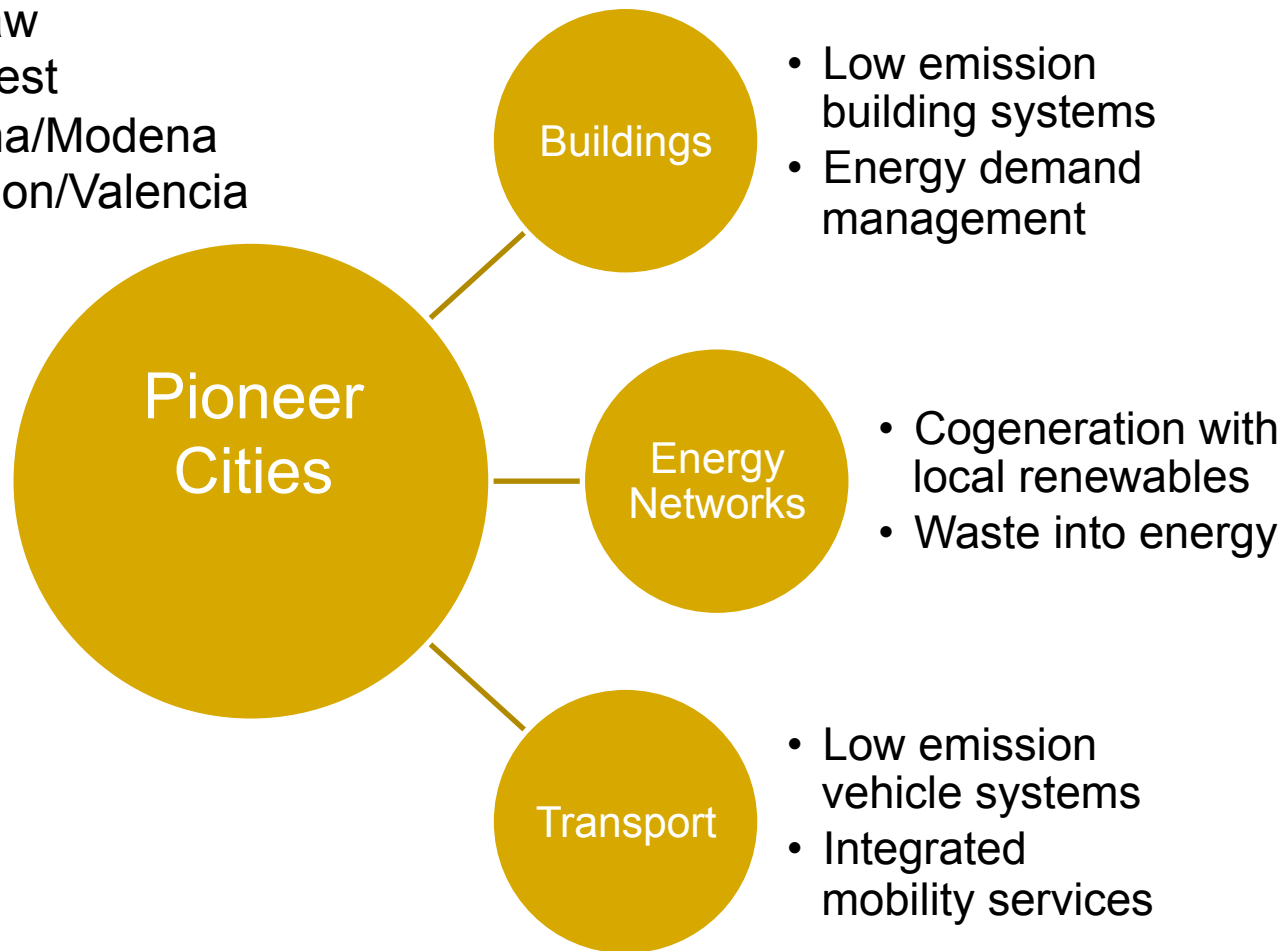 aw
est
na/Modena
on/Valencia
Pioneer
Cities
Buildings
• Low emission
building systems
• Energy demand
management
Energy
Networks
• Cogeneration with
local renewables
• Waste into energy
Transport
• Low emission
vehicle systems
• Integrated
mobility services